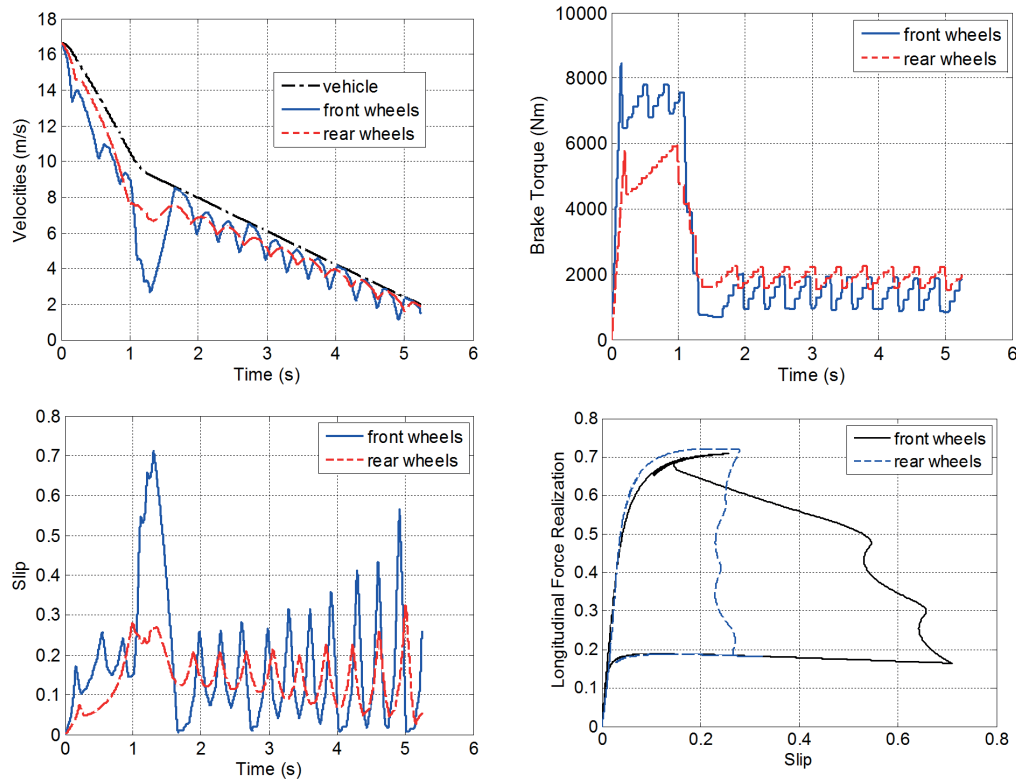 18
16
14
12
10
8
6
4
2
0
Velocities (m/s)
vehicle
front wheels
rear wheels
0 1 2 3 4 5 6
Time (s)
10000
8000
6000
4000
2000
0
Brake Torque (Nm)
front wheels
rear wheels
0 1 2 3 4 5 6
Time (s)
0.8
0.7
0.6
0.5
0.4
0.3
0.2
0.1
0
Slip
front wheels
rear wheels
0 1 2 3 4 5 6
Time (s)
0.8
0.7
0.6
0.5
0.4
0.3
0.2
0.1
0
Longitudinal Force Realization
front wheels
rear wheels
0 0.2 0.4 0.6 0.8
Slip